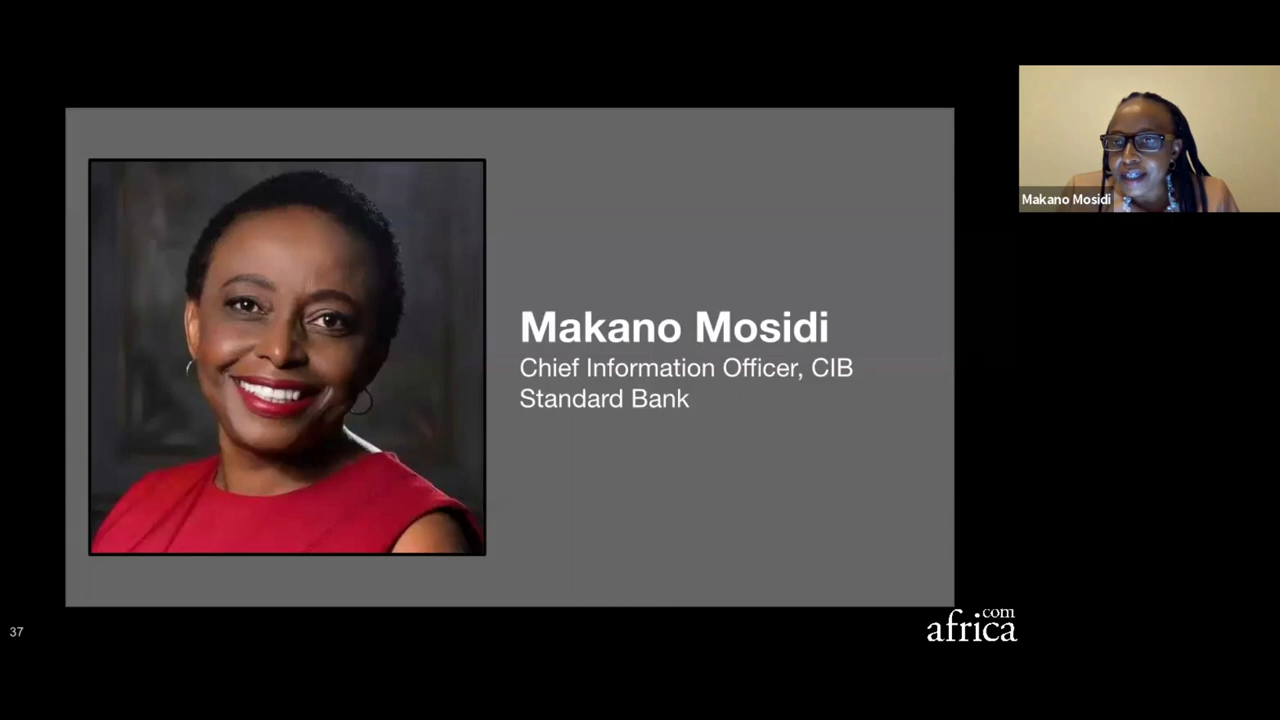 Makano Mosidi
Makano Mosidi
Chief Information Officer, CIB
Standard Bank
com
africa
37